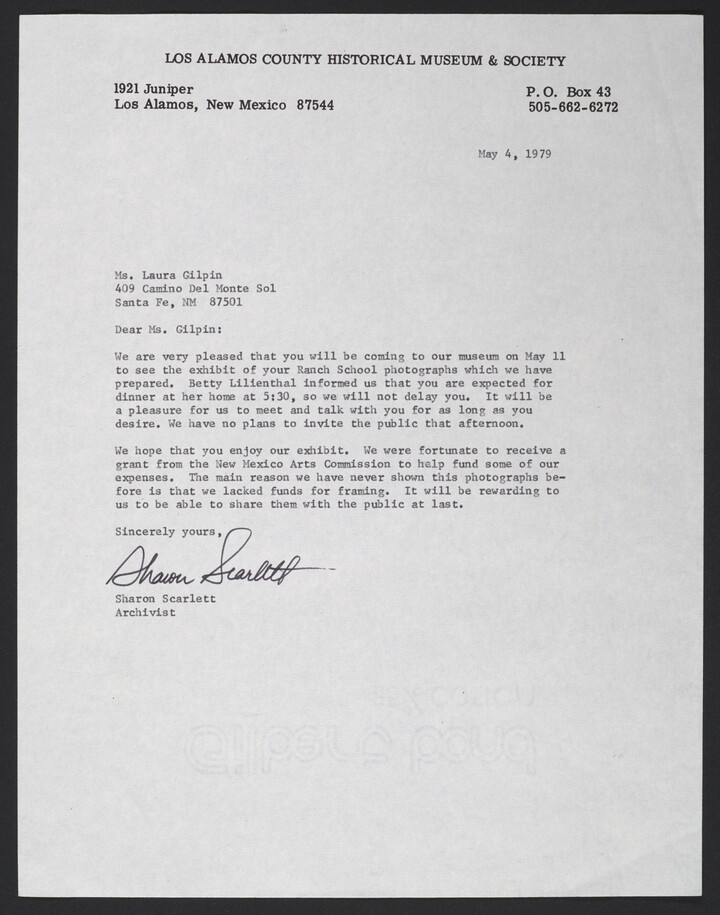 LOS ALAMOS COUNTY HISTORICAL MUSEUM & SOCIETY
1921 Juniper
Los Alamos, New Mexico 87544
P.O. Box 43
505-662-6272
May 4, 1979
Ms. Laura Gilpin
409 Camino Del Monte Sol
Santa Fe, NM 87501
Dear Ms. Gilpin:
We are very pleased that you will be coming to our museum on May 11
to see the exhibit of your Ranch School photographs which we have
prepared. Betty Lilienthal informed us that you are expected for
dinner at her home at 5:30, so we will not delay you. It will be
a pleasure for us to meet and talk with you for as long as you
desire. We have no plans to invite the public that afternoon.
We hope that you enjoy our exhibit. We were fortunate to receive a
grant from the New Mexico Arts Commission to help fund some of our
expenses. The main reason we have never shown this photographs be-
fore is that we lacked funds for framing. It will be rewarding to
us to be able to share them with the public at last.
Sincerely yours,
Sharon Scarlett
Sharon Scarlett
Archivist
25% COTTON
Gilbert's bond